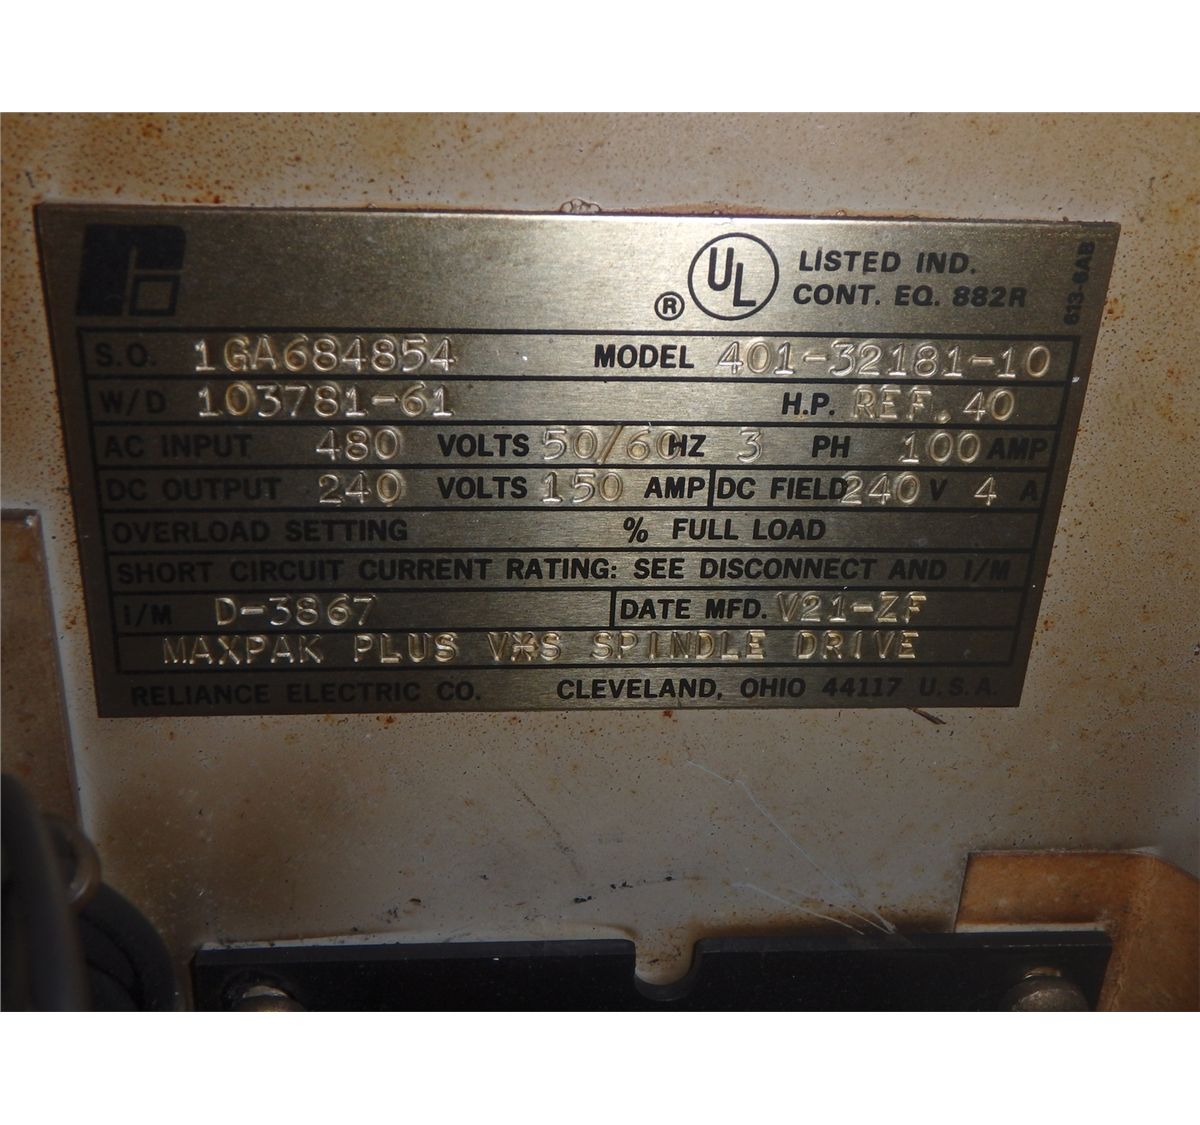 UL LISTED IND.
® CONT. EQ. 882R
613-6AB
S.O. 1GA684854 MODEL 401-32181-10
W/D 103781-61 H.P. REF. 40
AC INPUT 480 VOLTS 50/60 HZ 3 PH 100 AMP
DC OUTPUT 240 VOLTS 150 AMP DC FIELD 240 V 4 A
OVERLOAD SETTING % FULL LOAD
SHORT CIRCUIT CURRENT RATING: SEE DISCONNECT AND I/M
I/M D-3867 DATE MFD. V21-ZF
MAXPAK PLUS V*S SPINDLE DRIVE
RELIANCE ELECTRIC CO. CLEVELAND, OHIO 44117 U.S.A.